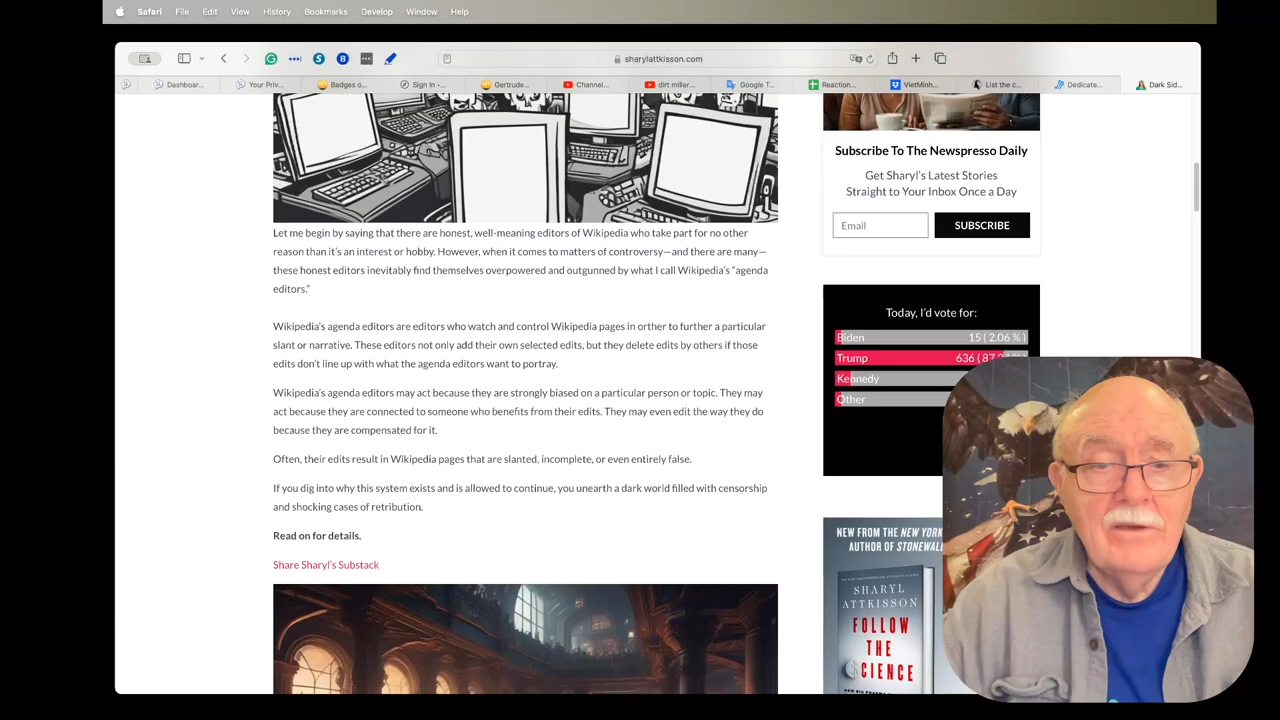 Safari File Edit View History Bookmarks Develop Window Help
sharylattkisson.com
Dashboar... Your Priv... Badges o... Sign In •... Gertrude... Channel... dirt miller... Google T... Reaction... VietMinh... List the c... Dedicate... Dark Sid...
Let me begin by saying that there are honest, well-meaning editors of Wikipedia who take part for no other
reason than it's an interest or hobby. However, when it comes to matters of controversy—and there are many—
these honest editors inevitably find themselves overpowered and outgunned by what I call Wikipedia's "agenda
editors."
Wikipedia's agenda editors are editors who watch and control Wikipedia pages in orther to further a particular
slant or narrative. These editors not only add their own selected edits, but they delete edits by others if those
edits don't line up with what the agenda editors want to portray.
Wikipedia's agenda editors may act because they are strongly biased on a particular person or topic. They may
act because they are connected to someone who benefits from their edits. They may even edit the way they do
because they are compensated for it.
Often, their edits result in Wikipedia pages that are slanted, incomplete, or even entirely false.
If you dig into why this system exists and is allowed to continue, you unearth a dark world filled with censorship
and shocking cases of retribution.
Read on for details.
Share Sharyl's Substack
Subscribe To The Newspresso Daily
Get Sharyl's Latest Stories
Straight to Your Inbox Once a Day
Email SUBSCRIBE
Today, I'd vote for:
Biden 15 ( 2.06 % )
Trump 636 ( 87.
Kennedy
Other
NEW FROM THE NEW YORK
AUTHOR OF STONEWAL
SHARYL
ATTKISSON
FOLLOW
THE
$CIENCE